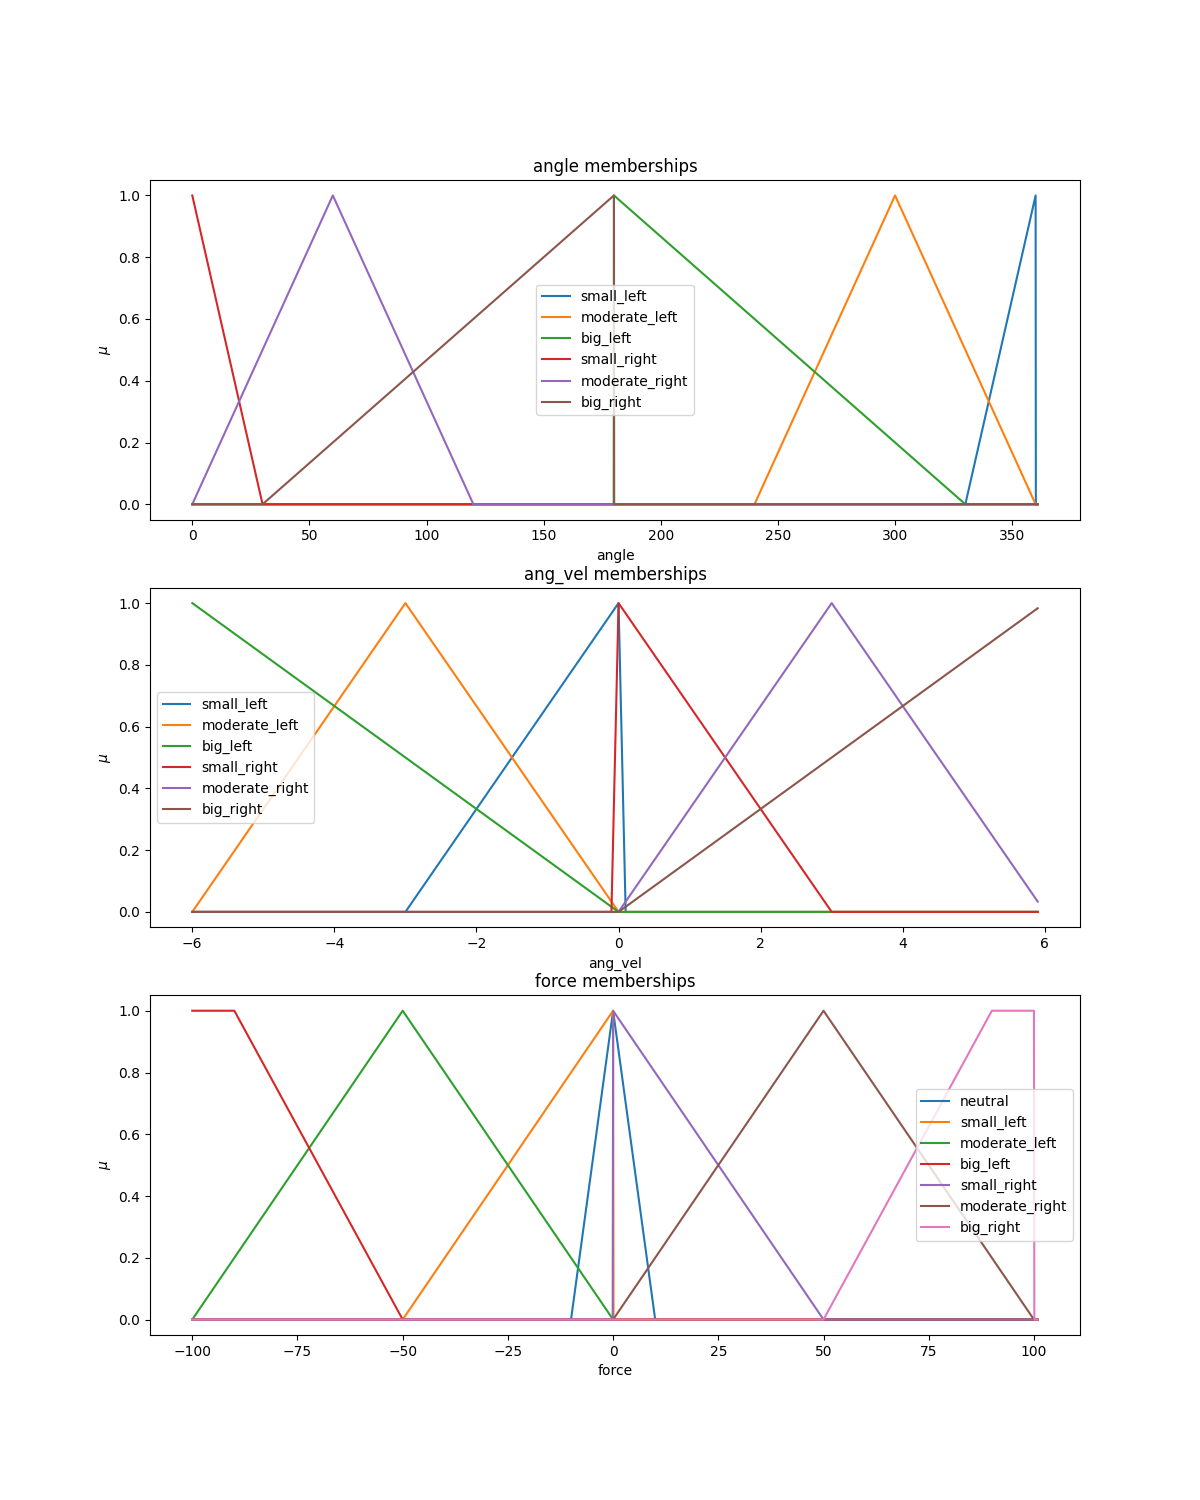 angle memberships
1.0
0.8
0.6
0.4
0.2
0.0
μ
small_left
moderate_left
big_left
small_right
moderate_right
big_right
0 50 100 150 200 250 300 350
angle
ang_vel memberships
1.0
0.8
0.6
0.4
0.2
0.0
μ
small_left
moderate_left
big_left
small_right
moderate_right
big_right
−6 −4 −2 0 2 4 6
ang_vel
force memberships
1.0
0.8
0.6
0.4
0.2
0.0
μ
neutral
small_left
moderate_left
big_left
small_right
moderate_right
big_right
−100 −75 −50 −25 0 25 50 75 100
force